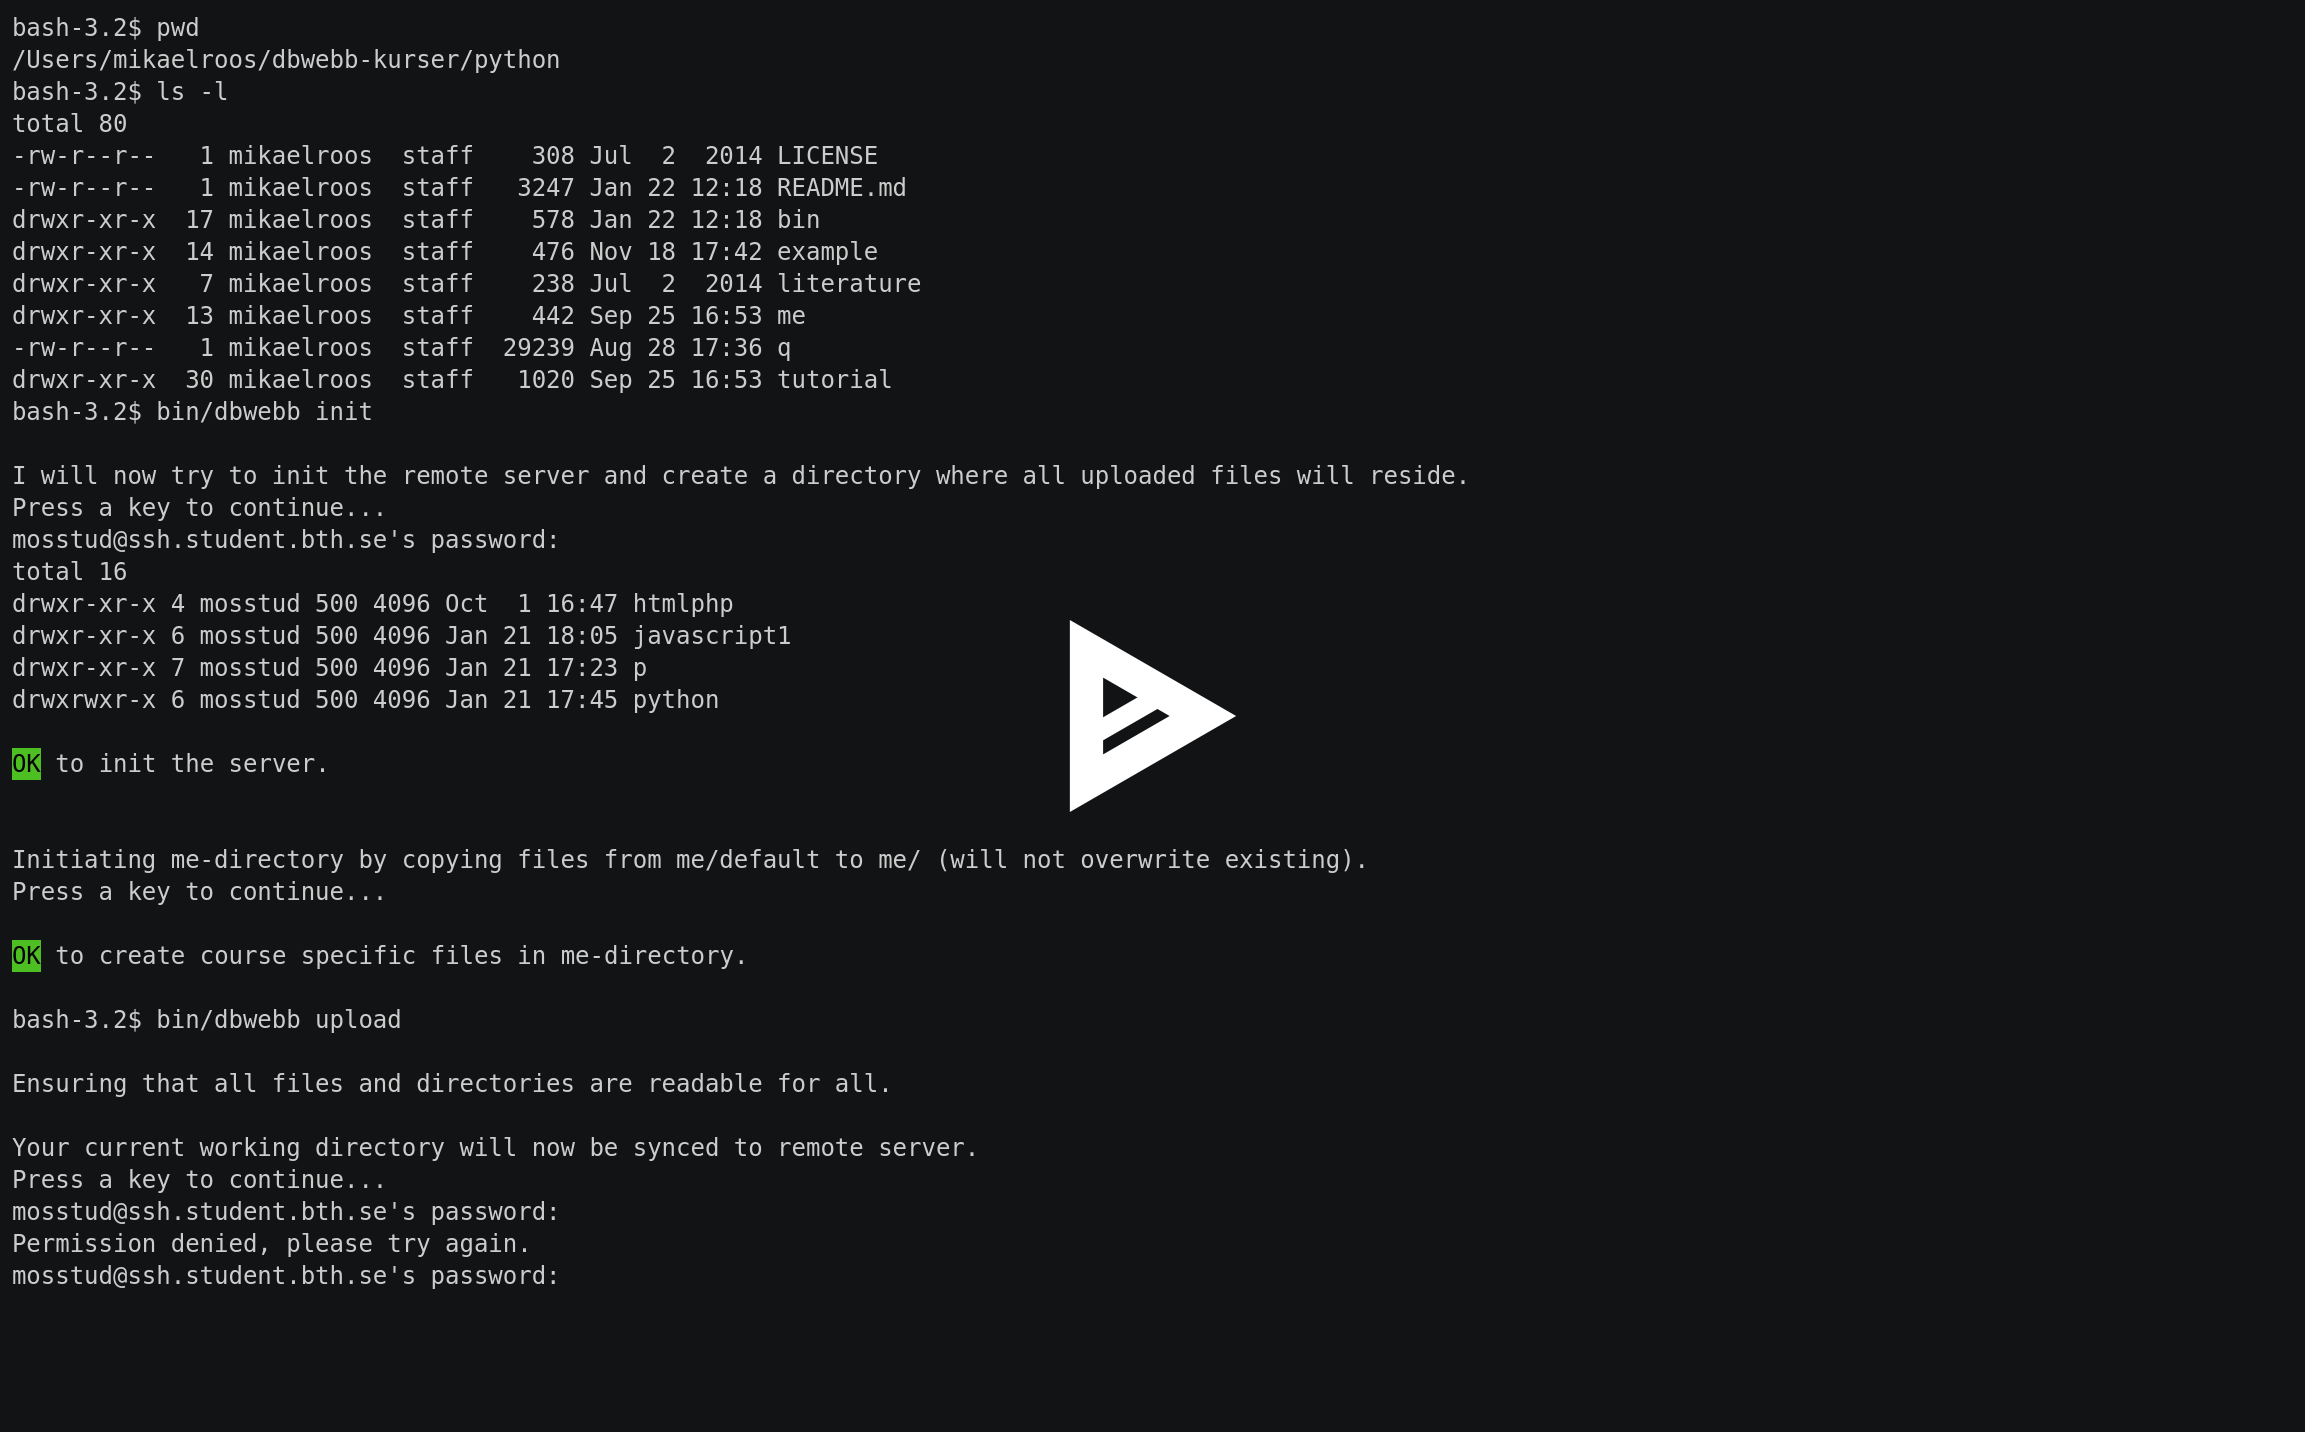 bash-3.2$ pwd
/Users/mikaelroos/dbwebb-kurser/python
bash-3.2$ ls -l
total 80
-rw-r--r--   1 mikaelroos  staff    308 Jul  2  2014 LICENSE
-rw-r--r--   1 mikaelroos  staff   3247 Jan 22 12:18 README.md
drwxr-xr-x  17 mikaelroos  staff    578 Jan 22 12:18 bin
drwxr-xr-x  14 mikaelroos  staff    476 Nov 18 17:42 example
drwxr-xr-x   7 mikaelroos  staff    238 Jul  2  2014 literature
drwxr-xr-x  13 mikaelroos  staff    442 Sep 25 16:53 me
-rw-r--r--   1 mikaelroos  staff  29239 Aug 28 17:36 q
drwxr-xr-x  30 mikaelroos  staff   1020 Sep 25 16:53 tutorial
bash-3.2$ bin/dbwebb init
I will now try to init the remote server and create a directory where all uploaded files will reside.
Press a key to continue...
mosstud@ssh.student.bth.se's password:
total 16
drwxr-xr-x 4 mosstud 500 4096 Oct  1 16:47 htmlphp
drwxr-xr-x 6 mosstud 500 4096 Jan 21 18:05 javascript1
drwxr-xr-x 7 mosstud 500 4096 Jan 21 17:23 p
drwxrwxr-x 6 mosstud 500 4096 Jan 21 17:45 python
OK to init the server.
Initiating me-directory by copying files from me/default to me/ (will not overwrite existing).
Press a key to continue...
OK to create course specific files in me-directory.
bash-3.2$ bin/dbwebb upload
Ensuring that all files and directories are readable for all.
Your current working directory will now be synced to remote server.
Press a key to continue...
mosstud@ssh.student.bth.se's password:
Permission denied, please try again.
mosstud@ssh.student.bth.se's password: